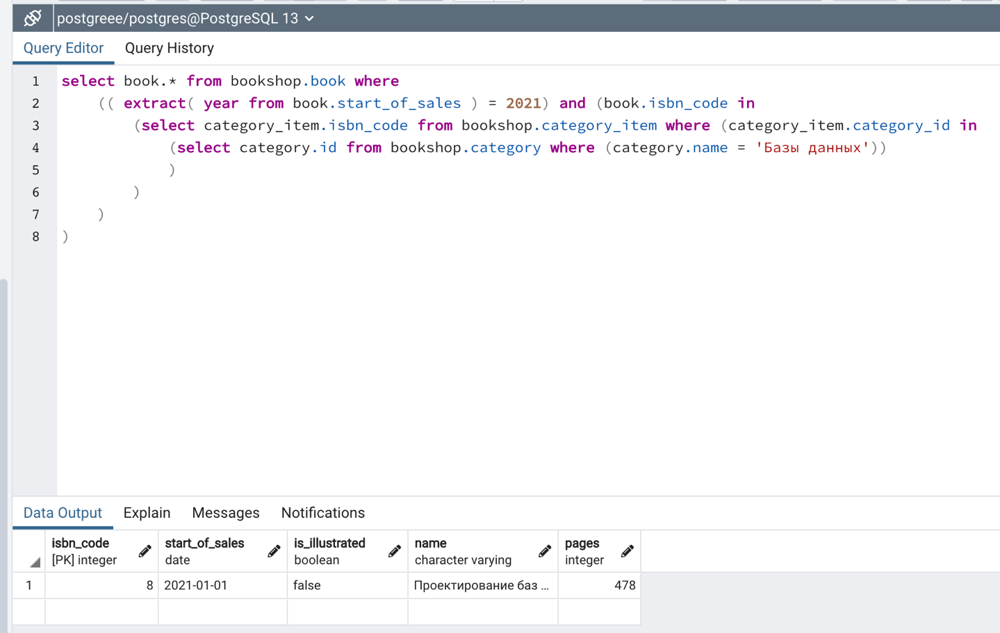 postgreee/postgres@PostgreSQL 13
Query Editor Query History
1 select book.* from bookshop.book where
2 (( extract( year from book.start_of_sales ) = 2021) and (book.isbn_code in
3 (select category_item.isbn_code from bookshop.category_item where (category_item.category_id in
4 (select category.id from bookshop.category where (category.name = 'Базы данных'))
5 )
6 )
7 )
8 )
Data Output Explain Messages Notifications
isbn_code start_of_sales is_illustrated name pages
[PK] integer date boolean character varying integer
1 8 2021-01-01 false Проектирование баз ... 478